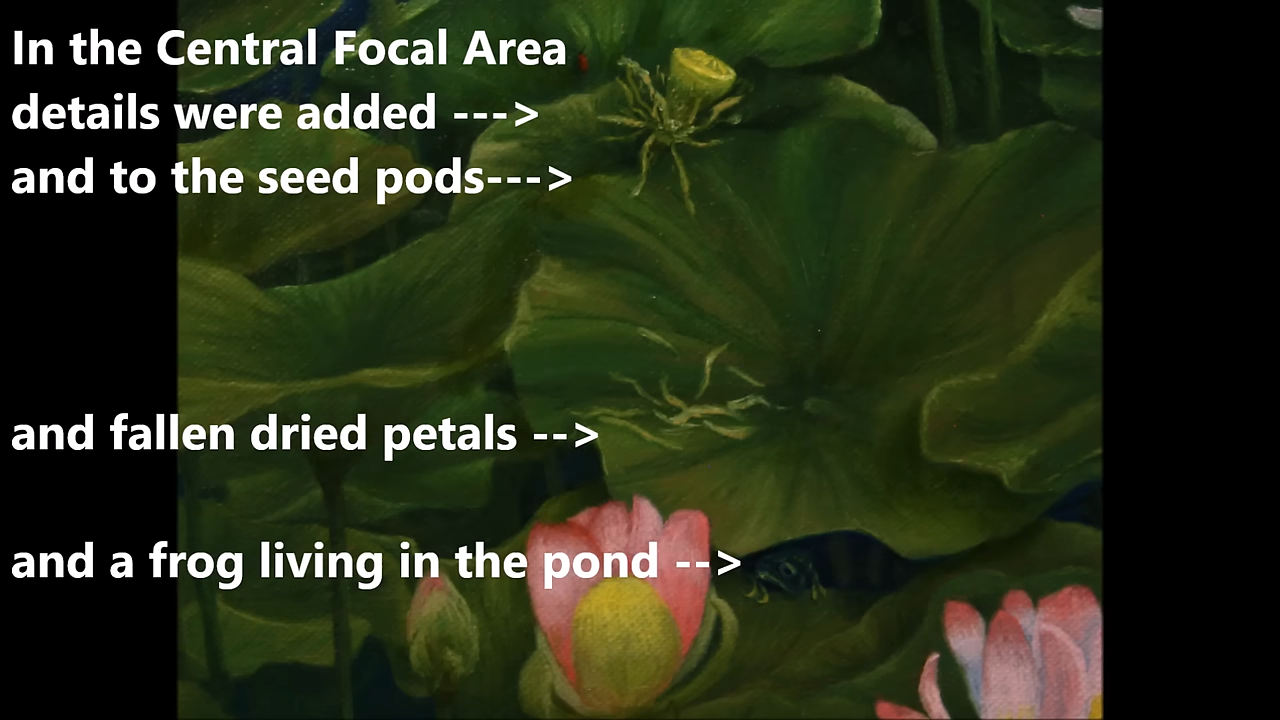 In the Central Focal Area
details were added --->
and to the seed pods--->
and fallen dried petals -->
and a frog living in the pond -->